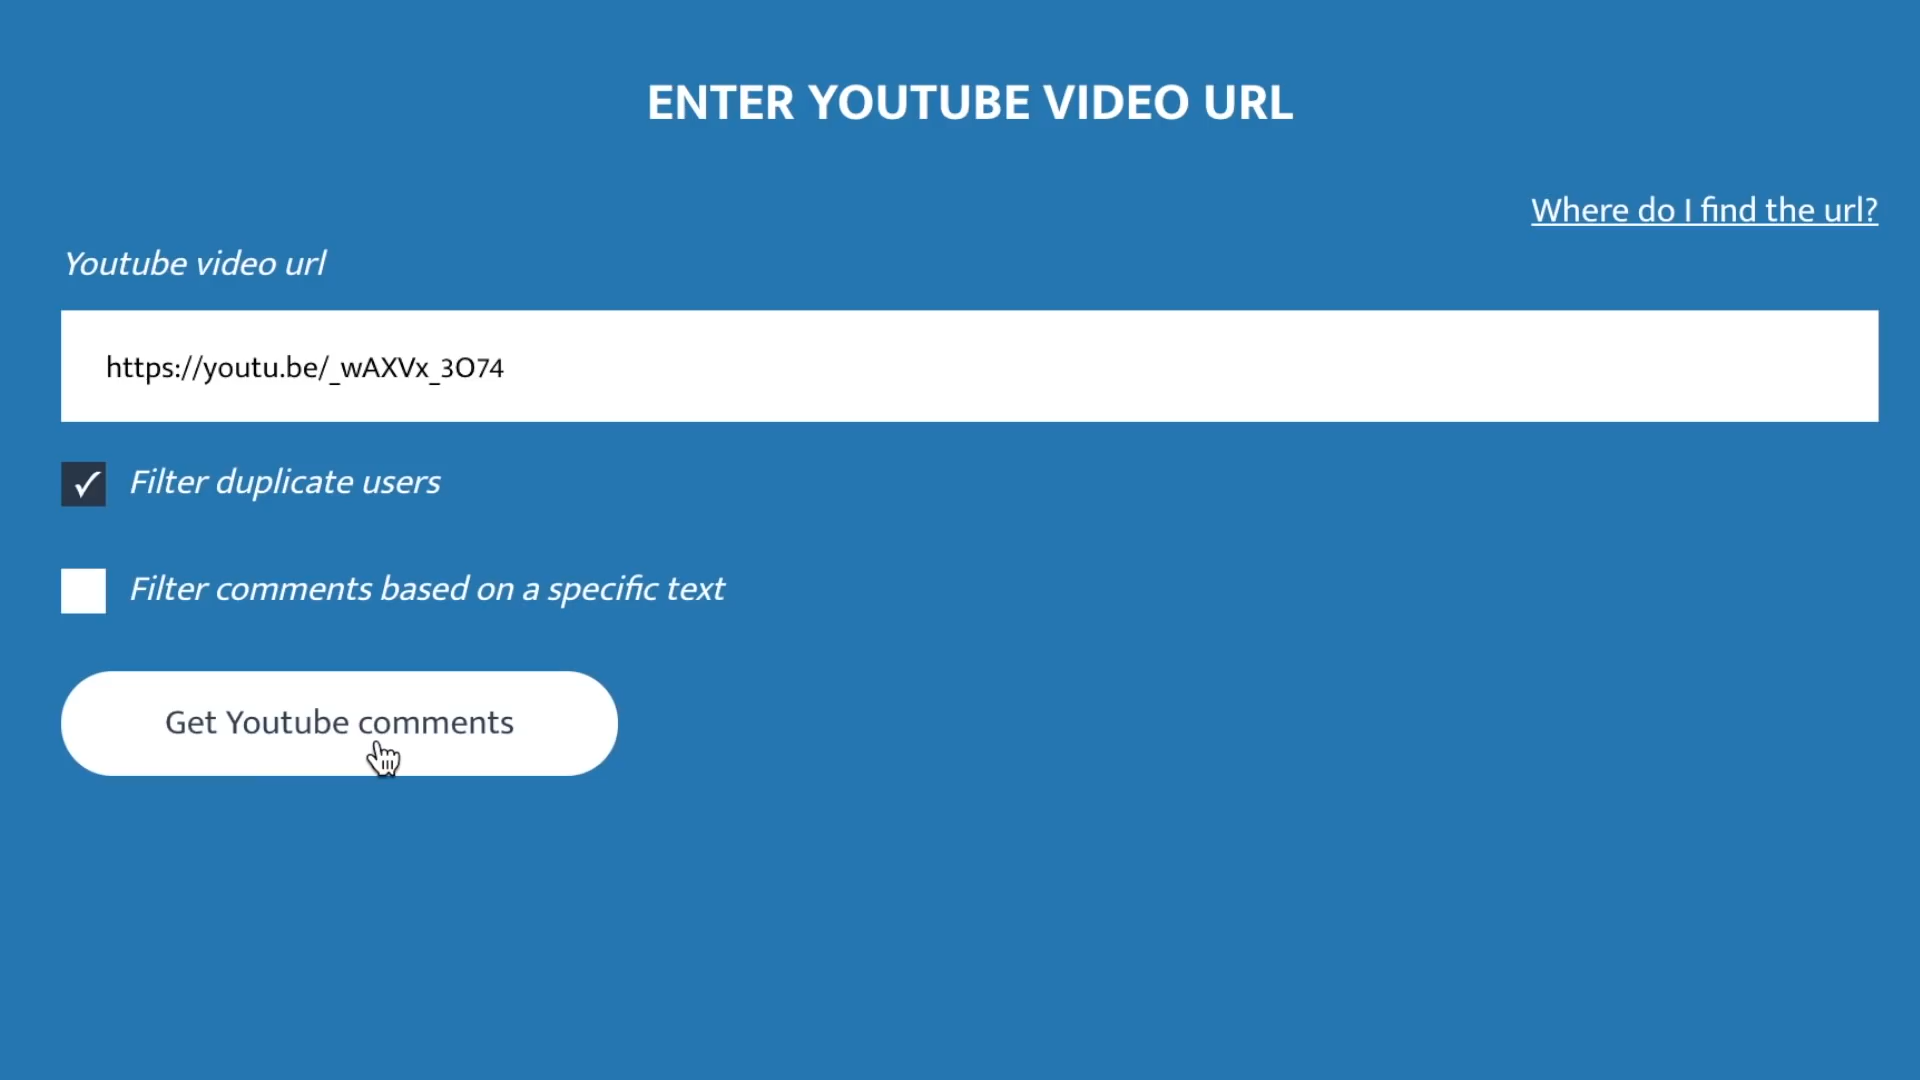 ENTER YOUTUBE VIDEO URL
Where do I find the url?
Youtube video url
https://youtu.be/_wAXVx_3O74
Filter duplicate users
Filter comments based on a specific text
Get Youtube comments